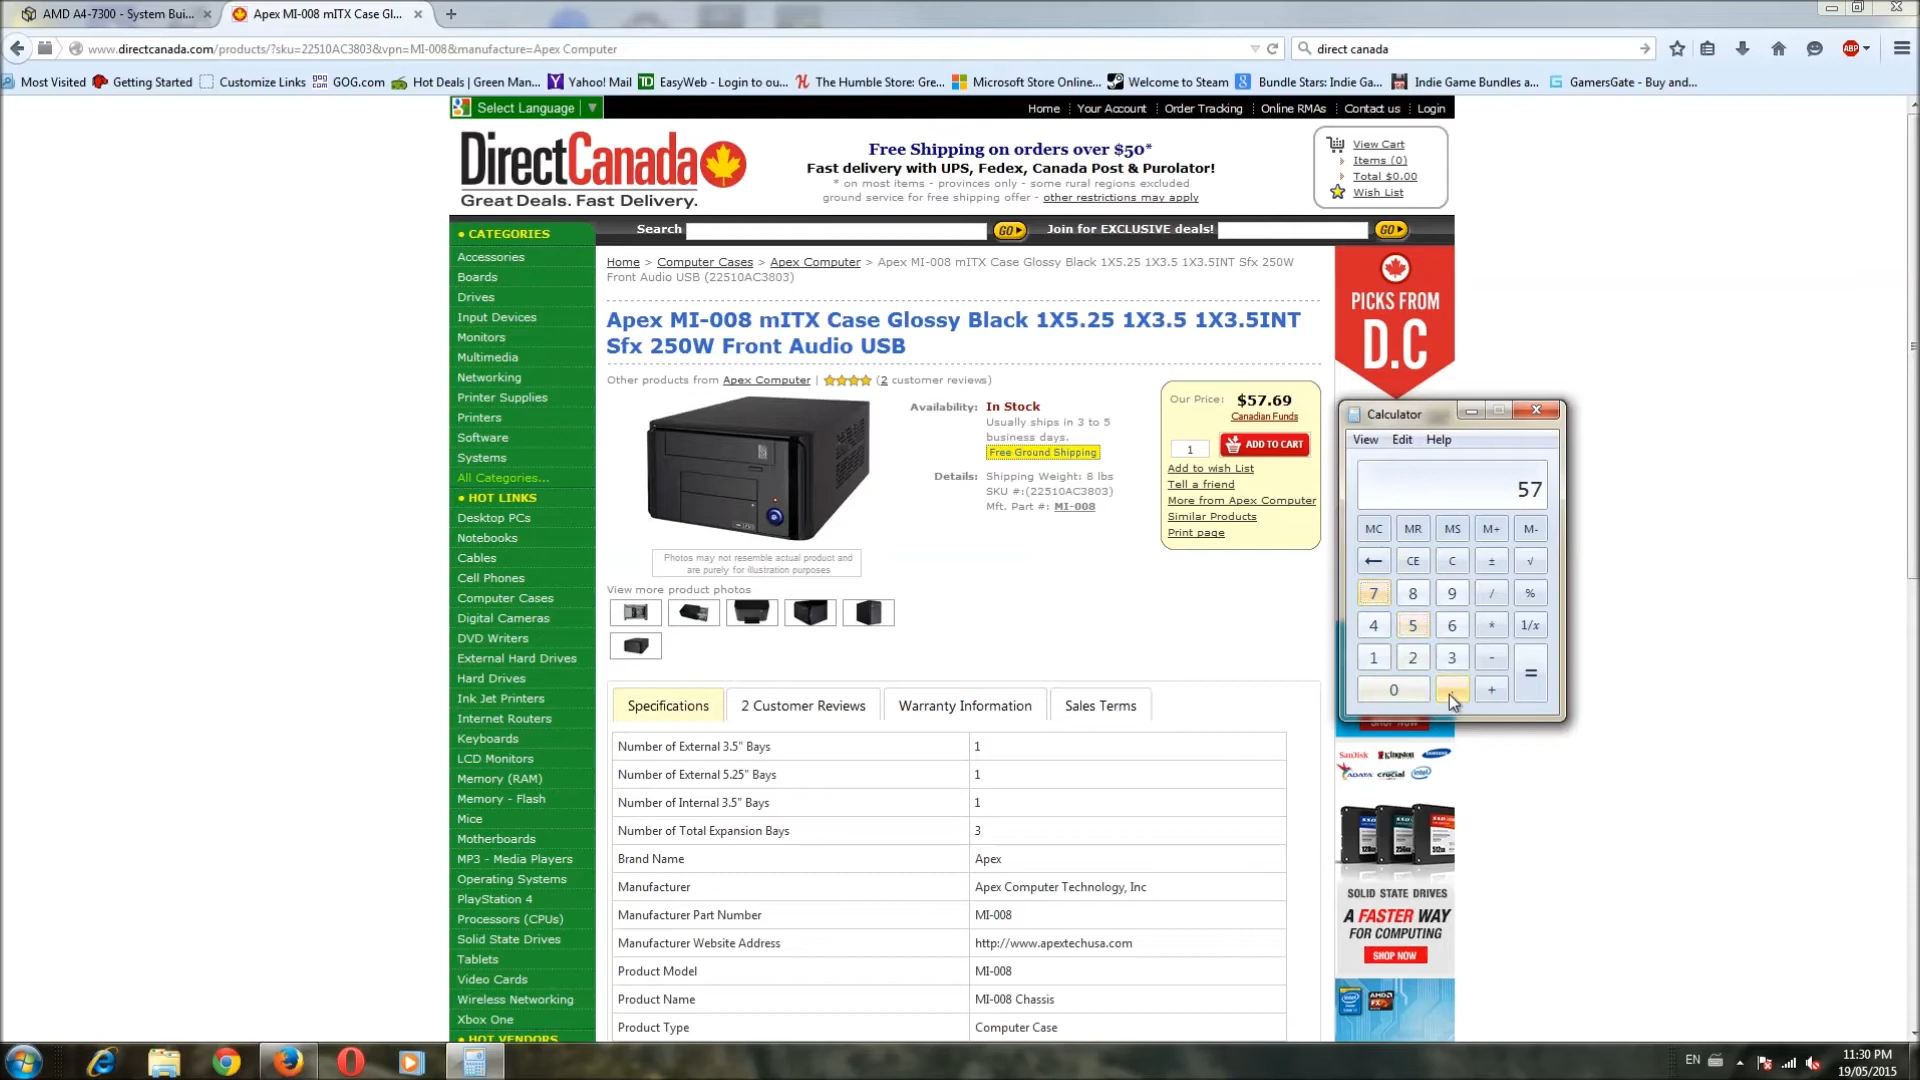 AMD A4-7300 - System Bui...
Apex MI-008 mITX Case Gl...
www.directcanada.com/products/?sku=22510AC3803&vpn=MI-008&manufacture=Apex Computer
direct canada
ABP
Most Visited
Getting Started
Customize Links
GOG.com
Hot Deals | Green Man...
Yahoo! Mail
EasyWeb - Login to ou...
The Humble Store: Gre...
Microsoft Store Online...
Welcome to Steam
Bundle Stars: Indie Ga...
Indie Game Bundles a...
GamersGate - Buy and...
Select Language
Home
Your Account
Order Tracking
Online RMAs
Contact us
Login
DirectCanada
Great Deals. Fast Delivery.
Free Shipping on orders over $50*
Fast delivery with UPS, Fedex, Canada Post & Purolator!
* on most items - provinces only - some rural regions excluded
ground service for free shipping offer - other restrictions may apply
View Cart
Items (0)
Total $0.00
Wish List
Search
GO
Join for EXCLUSIVE deals!
GO
CATEGORIES
Accessories
Boards
Drives
Input Devices
Monitors
Multimedia
Networking
Printer Supplies
Printers
Software
Systems
All Categories...
HOT LINKS
Desktop PCs
Notebooks
Cables
Cell Phones
Computer Cases
Digital Cameras
DVD Writers
External Hard Drives
Hard Drives
Ink Jet Printers
Internet Routers
Keyboards
LCD Monitors
Memory (RAM)
Memory - Flash
Mice
Motherboards
MP3 - Media Players
Operating Systems
PlayStation 4
Processors (CPUs)
Solid State Drives
Tablets
Video Cards
Wireless Networking
Xbox One
HOT VENDORS
Home > Computer Cases > Apex Computer > Apex MI-008 mITX Case Glossy Black 1X5.25 1X3.5 1X3.5INT Sfx 250W
Front Audio USB (22510AC3803)
Apex MI-008 mITX Case Glossy Black 1X5.25 1X3.5 1X3.5INT
Sfx 250W Front Audio USB
Other products from Apex Computer | (2 customer reviews)
Photos may not resemble actual product and
are purely for illustration purposes
View more product photos
Availability: In Stock
Usually ships in 3 to 5
business days.
Free Ground Shipping
Details: Shipping Weight: 8 lbs
SKU #:(22510AC3803)
Mft. Part #: MI-008
Our Price: $57.69
Canadian Funds
1
ADD TO CART
Add to wish List
Tell a friend
More from Apex Computer
Similar Products
Print page
Specifications
2 Customer Reviews
Warranty Information
Sales Terms
Number of External 3.5" Bays 1
Number of External 5.25" Bays 1
Number of Internal 3.5" Bays 1
Number of Total Expansion Bays 3
Brand Name Apex
Manufacturer Apex Computer Technology, Inc
Manufacturer Part Number MI-008
Manufacturer Website Address http://www.apextechusa.com
Product Model MI-008
Product Name MI-008 Chassis
Product Type Computer Case
PICKS FROM
D.C
Calculator
View Edit Help
57
MC MR MS M+ M-
← CE C ± √
7 8 9 / %
4 5 6 * 1/x
1 2 3 - =
0 . +
SHOP NOW
SanDisk Kingston SAMSUNG
ADATA crucial intel
SOLID STATE DRIVES
A FASTER WAY
FOR COMPUTING
SHOP NOW
EN
11:30 PM
19/05/2015